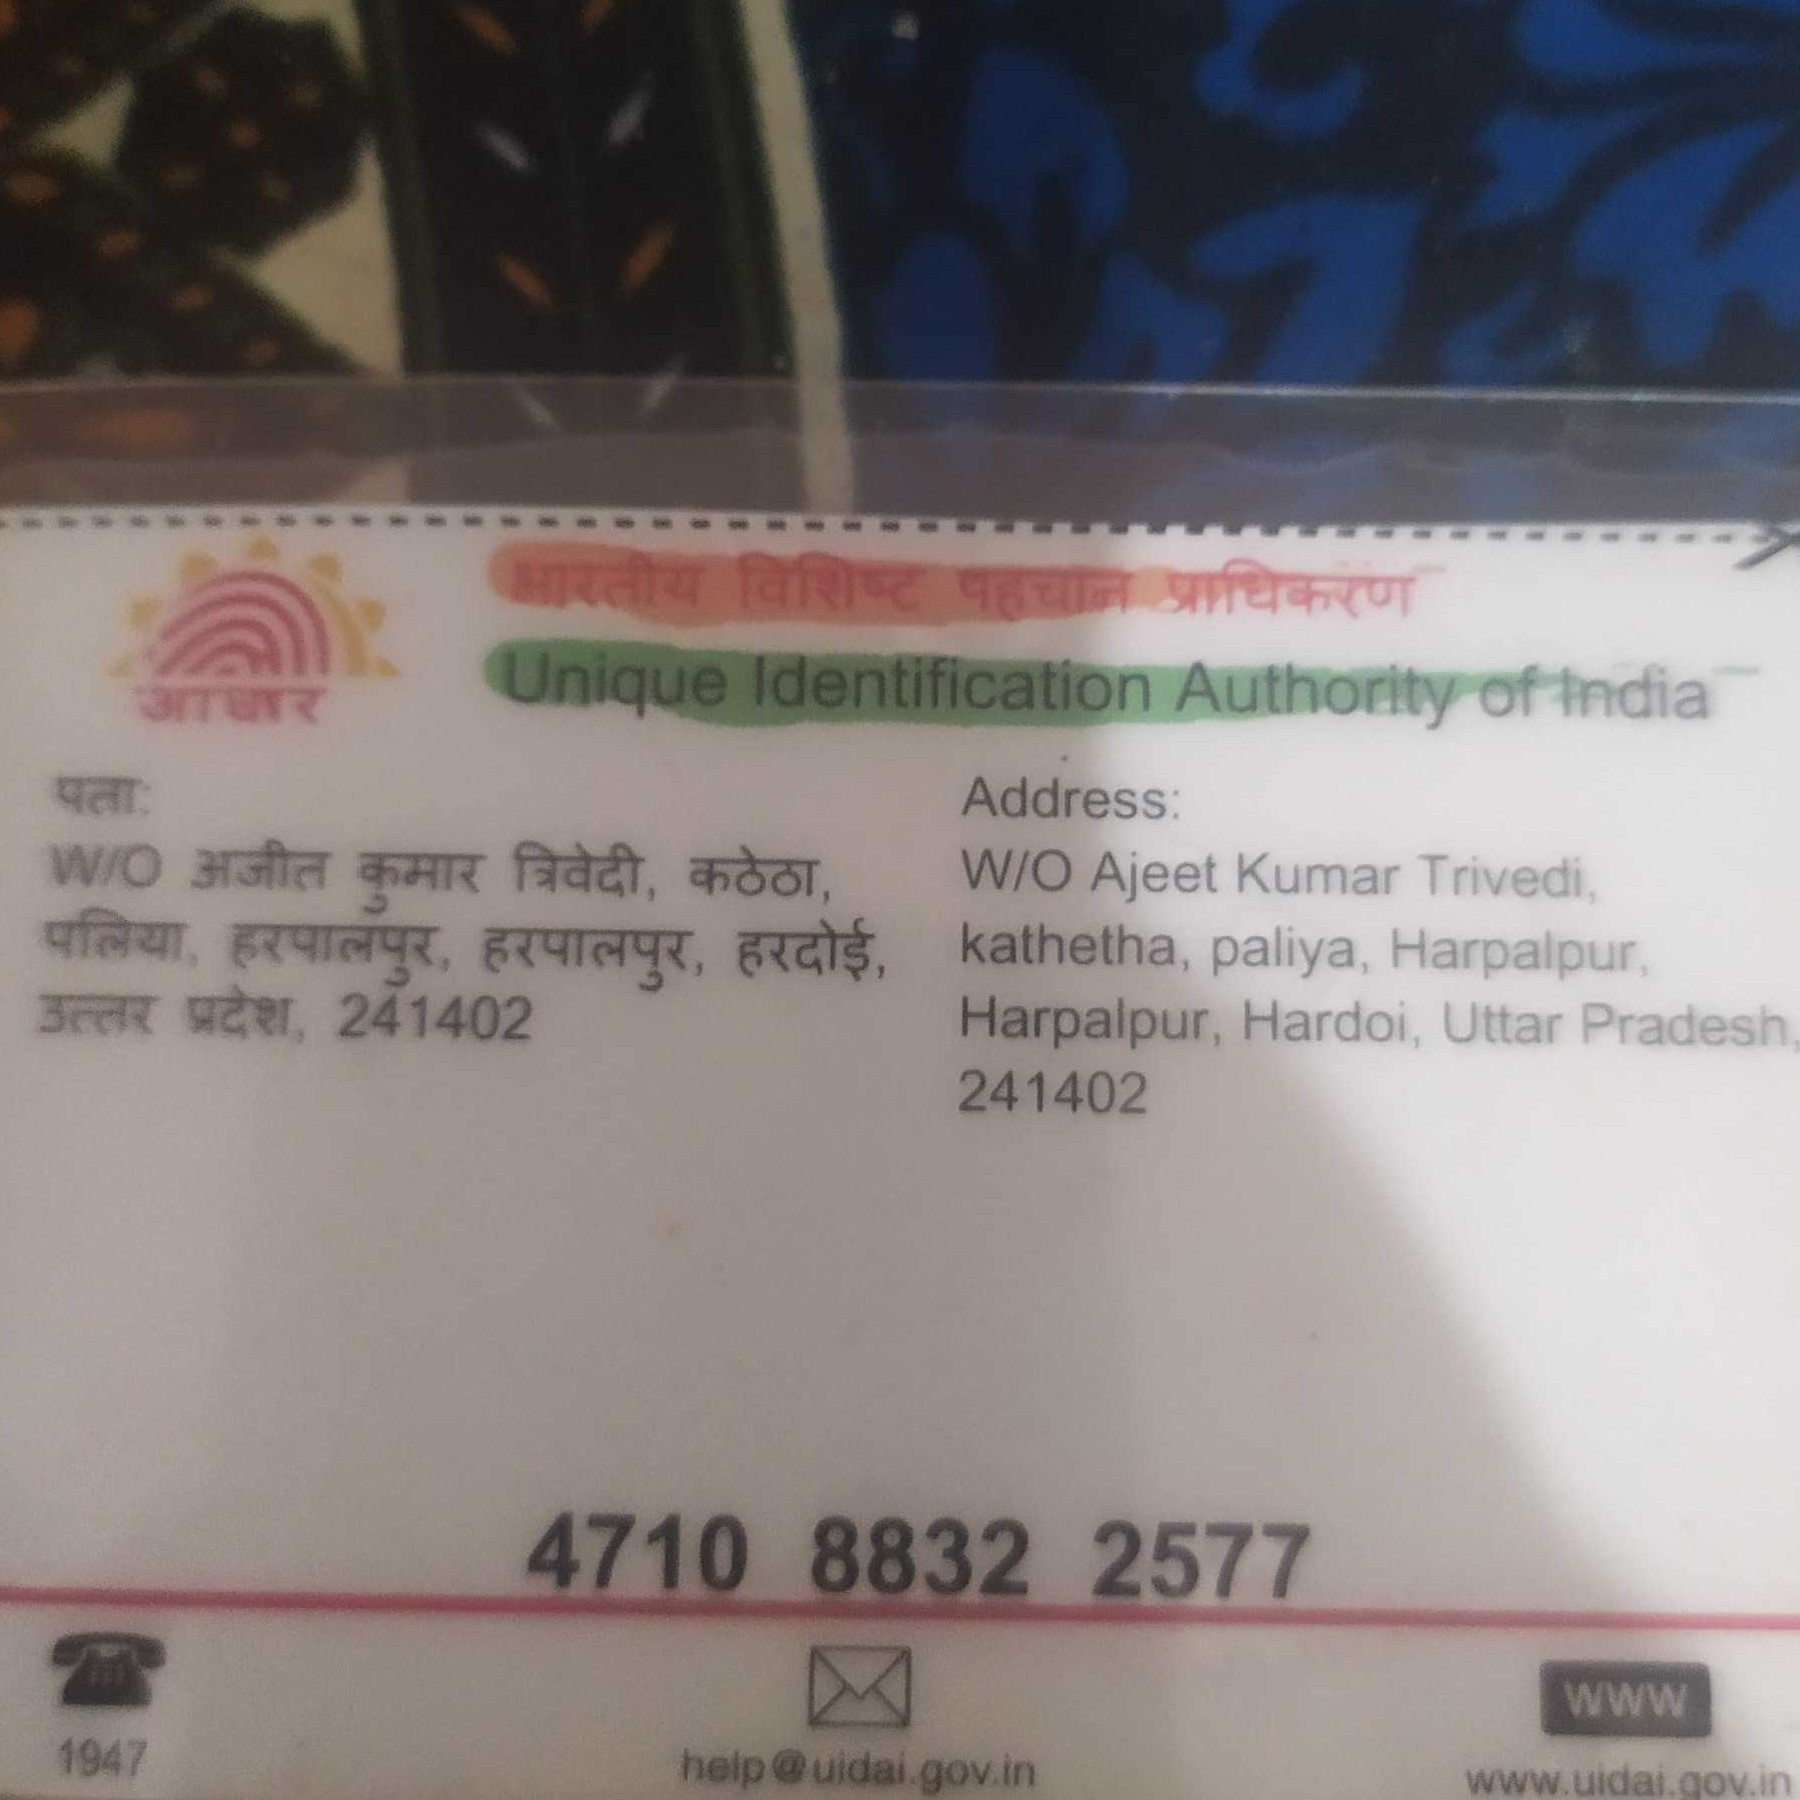 भारतीय विशिष्ट पहचान प्राधिकरण
Unique Identification Authority of India
आधार
पता:
W/O अजीत कुमार त्रिवेदी, कठेठा,
पलिया, हरपालपुर, हरपालपुर, हरदोई,
उत्तर प्रदेश, 241402
Address:
W/O Ajeet Kumar Trivedi,
kathetha, paliya, Harpalpur,
Harpalpur, Hardoi, Uttar Pradesh,
241402
4710 8832 2577
1947
help@uidai.gov.in
WWW
www.uidai.gov.in